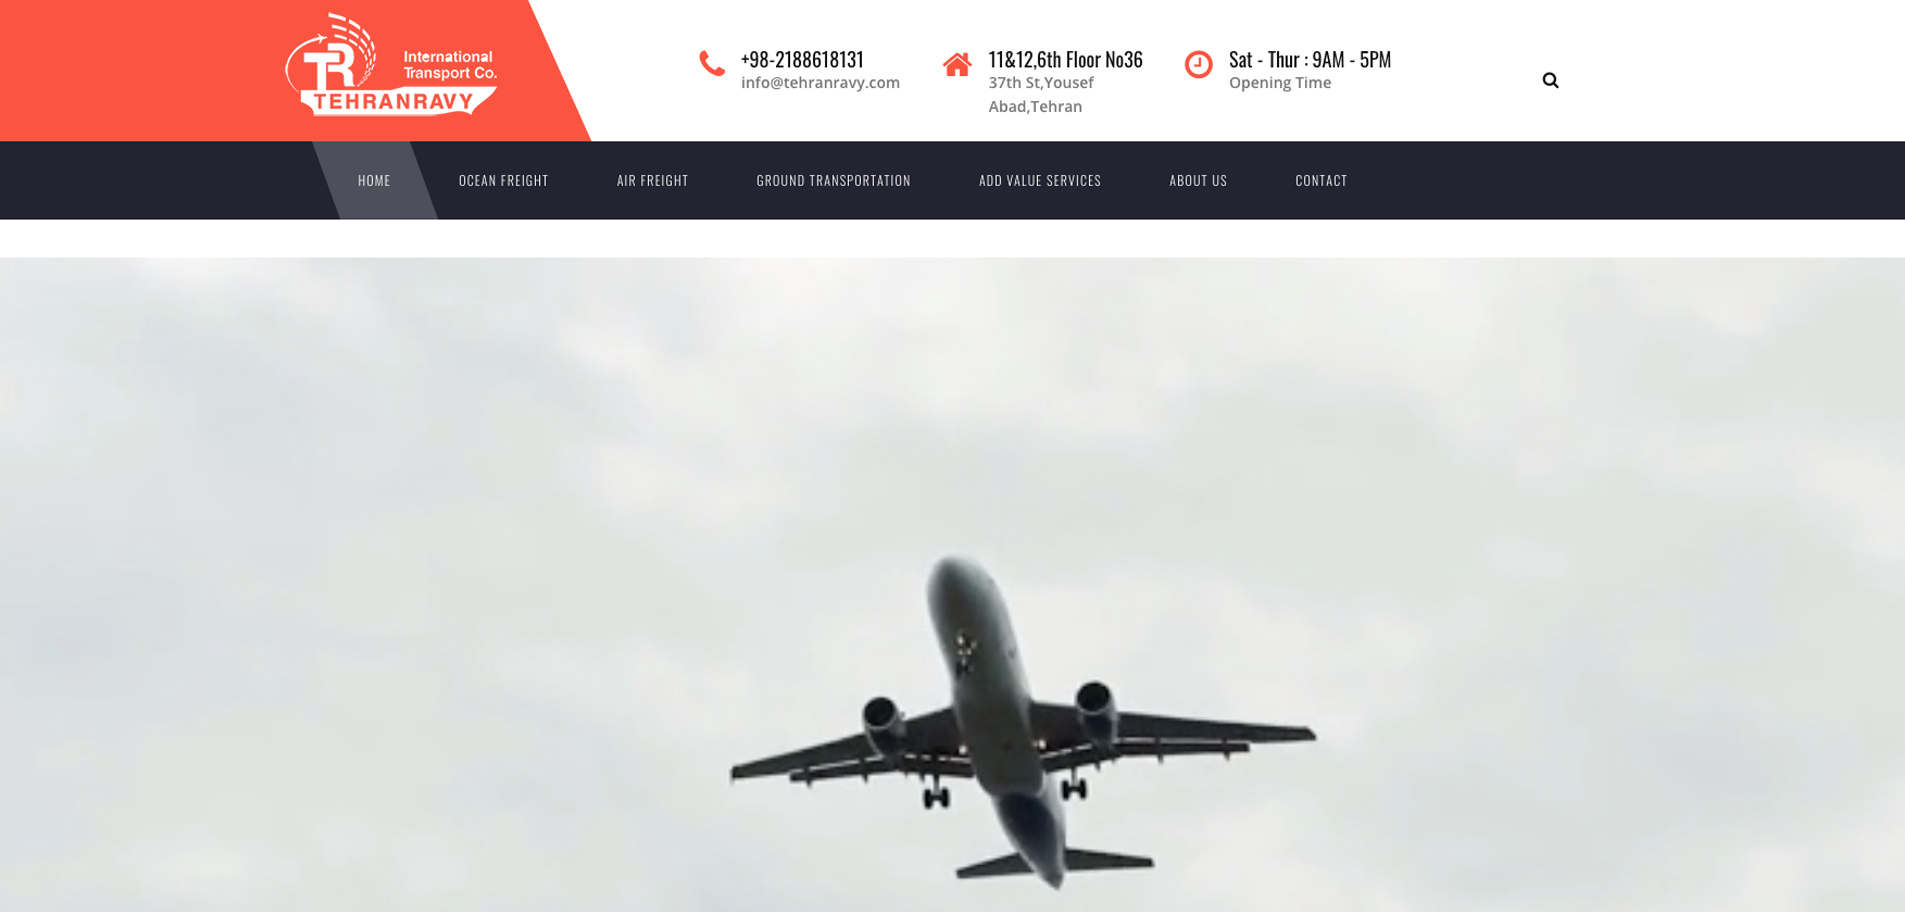 International
Transport Co.
TR
TEHRANRAVY
+98-2188618131
info@tehranravy.com
11&12,6th Floor No36
37th St,Yousef
Abad,Tehran
Sat - Thur : 9AM - 5PM
Opening Time
HOME
OCEAN FREIGHT
AIR FREIGHT
GROUND TRANSPORTATION
ADD VALUE SERVICES
ABOUT US
CONTACT